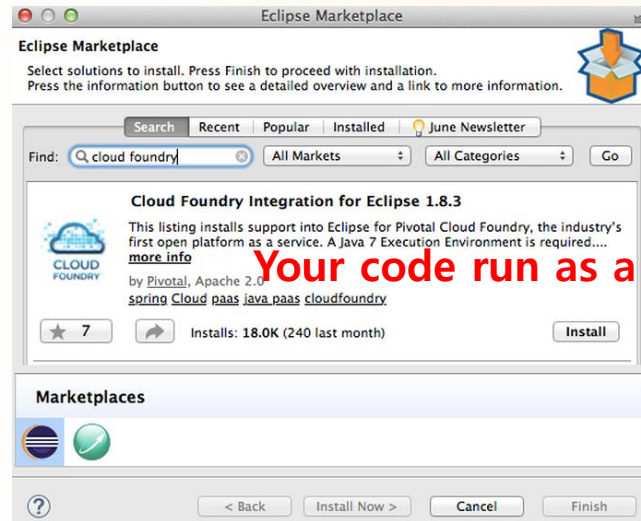 Eclipse Marketplace
Eclipse Marketplace
Select solutions to install. Press Finish to proceed with installation.
Press the information button to see a detailed overview and a link to more information.
Search Recent Popular Installed June Newsletter
Find: cloud foundry All Markets All Categories Go
Cloud Foundry Integration for Eclipse 1.8.3
This listing installs support into Eclipse for Pivotal Cloud Foundry, the industry's
first open platform as a service. A Java 7 Execution Environment is required....
more info
Your code run as a
CLOUD
FOUNDRY
by Pivotal, Apache 2.0
spring Cloud paas java paas cloudfoundry
7 Installs: 18.0K (240 last month) Install
Marketplaces
? < Back Install Now > Cancel Finish